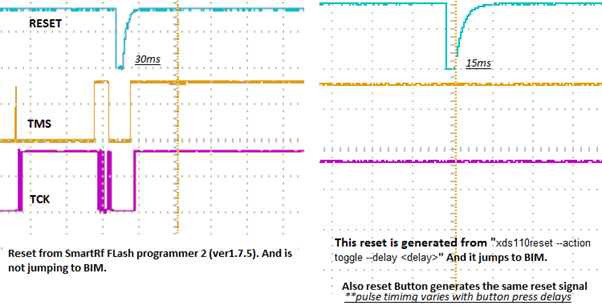 RESET
30ms
TMS
TCK
Reset from SmartRf FLash programmer 2 (ver1.7.5). And is
not jumping to BIM.
15ms
This reset is generated from "xds110reset --action
toggle --delay <delay>" And it jumps to BIM.
Also reset Button generates the same reset signal
**pulse timimg varies with button press delays